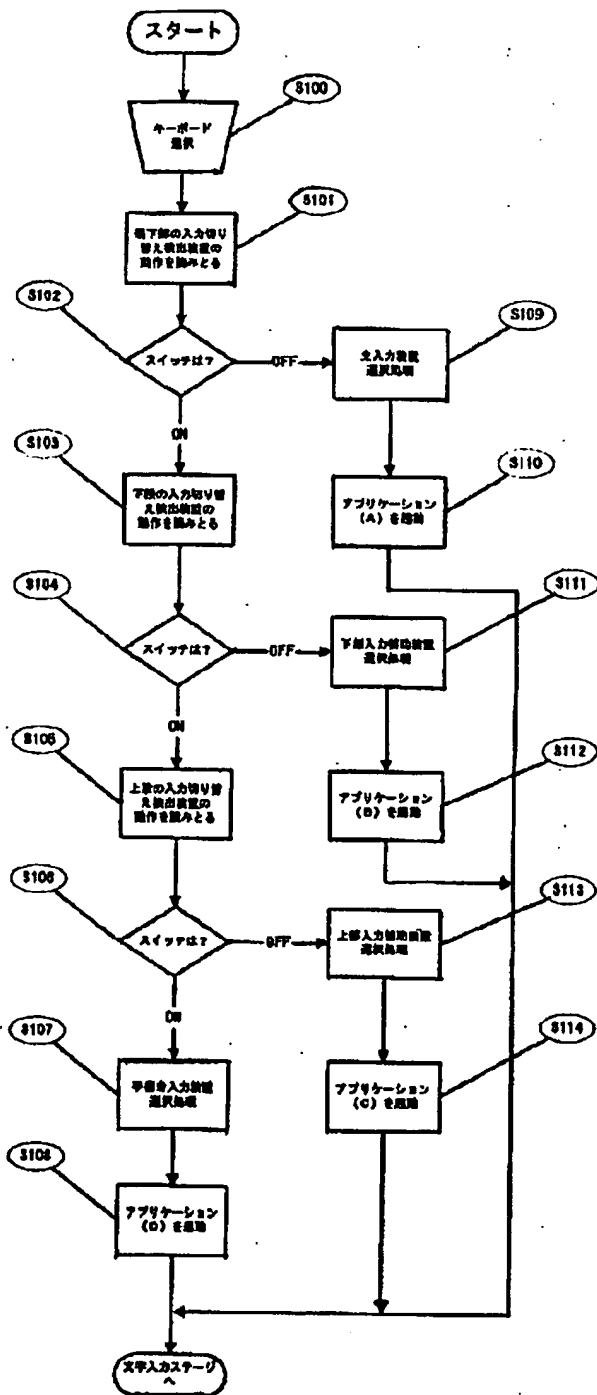 スタート
S100
キーボード
選択
S101
最下部の入力切り
替え検出装置の
動作を読みとる
S102
スイッチは?
OFF
S109
主入力装置
選択処理
ON
S103
下段の入力切り替
え検出装置の
動作を読みとる
S110
アプリケーション
(A)を起動
S104
スイッチは?
OFF
S111
下部入力補助装置
選択処理
ON
S105
上段の入力切り替
え検出装置の
動作を読みとる
S112
アプリケーション
(B)を起動
S106
スイッチは?
OFF
S113
上部入力補助装置
選択処理
ON
S107
手書き入力装置
選択処理
S114
アプリケーション
(C)を起動
S108
アプリケーション
(D)を起動
文字入力ステージ
へ